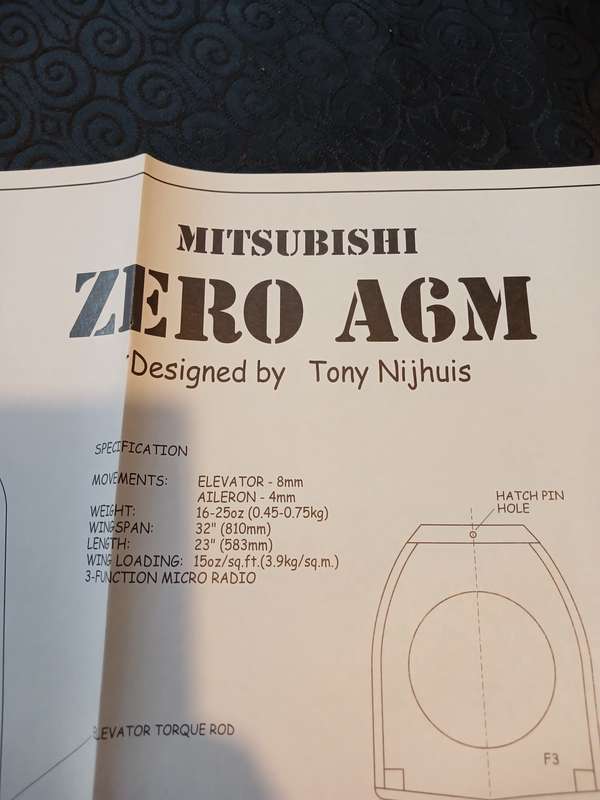 MITSUBISHI
ZERO A6M
Designed by Tony Nijhuis
SPECIFICATION
MOVEMENTS: ELEVATOR - 8mm
AILERON - 4mm
WEIGHT: 16-25oz (0.45-0.75kg)
WINGSPAN: 32" (810mm)
LENGTH: 23" (583mm)
WING LOADING: 15oz/sq.ft.(3.9kg/sq.m.)
3-FUNCTION MICRO RADIO
HATCH PIN
HOLE
ELEVATOR TORQUE ROD
F3